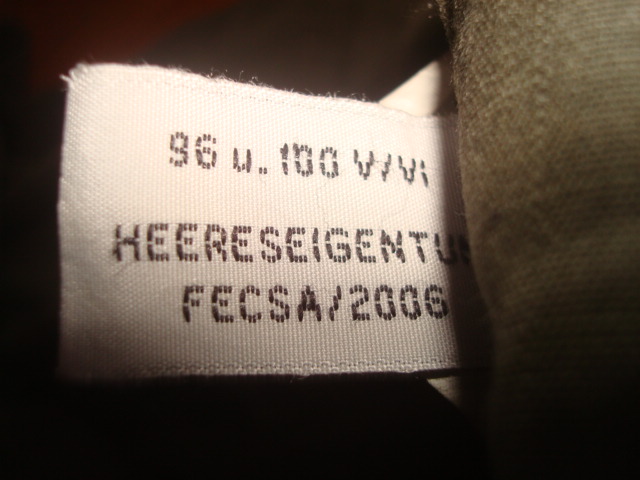 96 u. 100 V/VI
HEERESEIGENTU
FECSA/2006